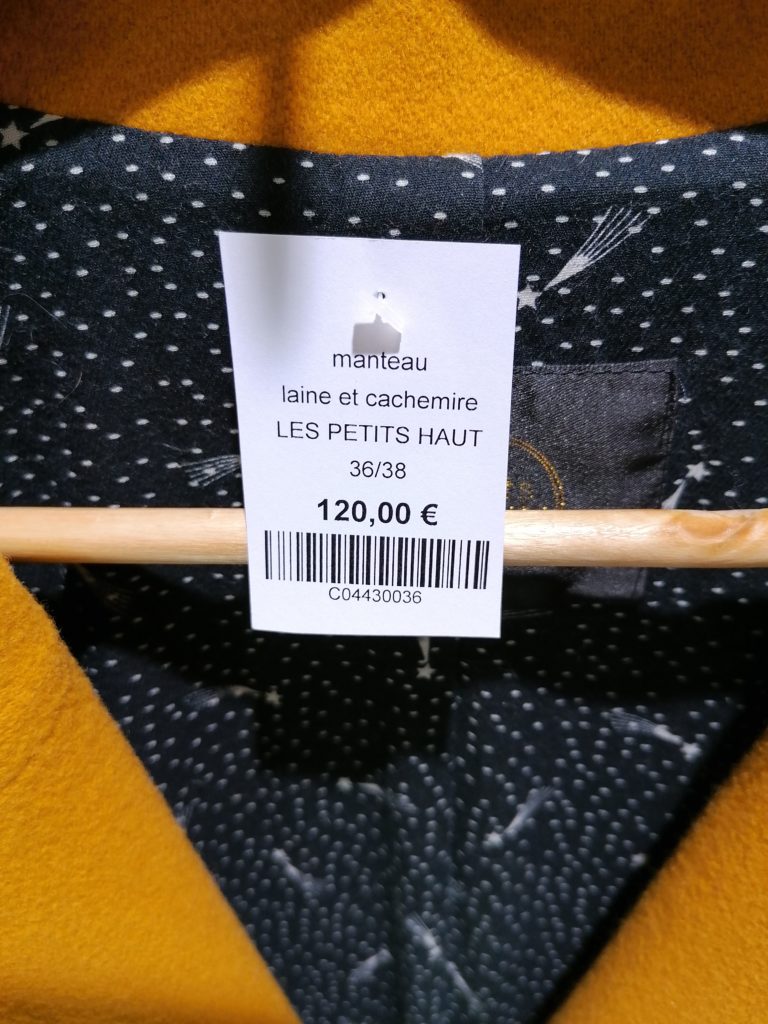 manteau
laine et cachemire
LES PETITS HAUT
36/38
120,00 €
C04430036